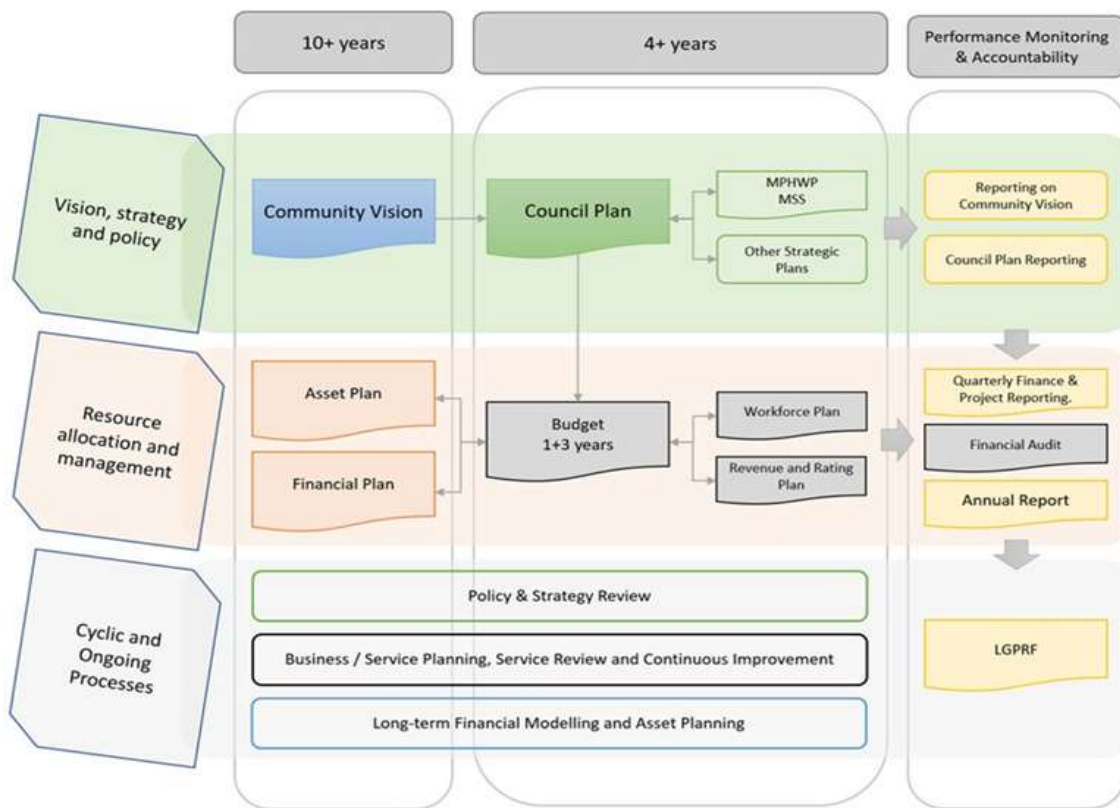 10+ years
4+ years
Performance Monitoring
& Accountability
Vision, strategy
and policy
Community Vision
Council Plan
MPHWP
MSS
Other Strategic
Plans
Reporting on
Community Vision
Council Plan Reporting
Resource
allocation and
management
Asset Plan
Financial Plan
Budget
1+3 years
Workforce Plan
Revenue and Rating
Plan
Quarterly Finance &
Project Reporting.
Financial Audit
Annual Report
Cyclic and
Ongoing
Processes
Policy & Strategy Review
Business / Service Planning, Service Review and Continuous Improvement
Long-term Financial Modelling and Asset Planning
LGPRF